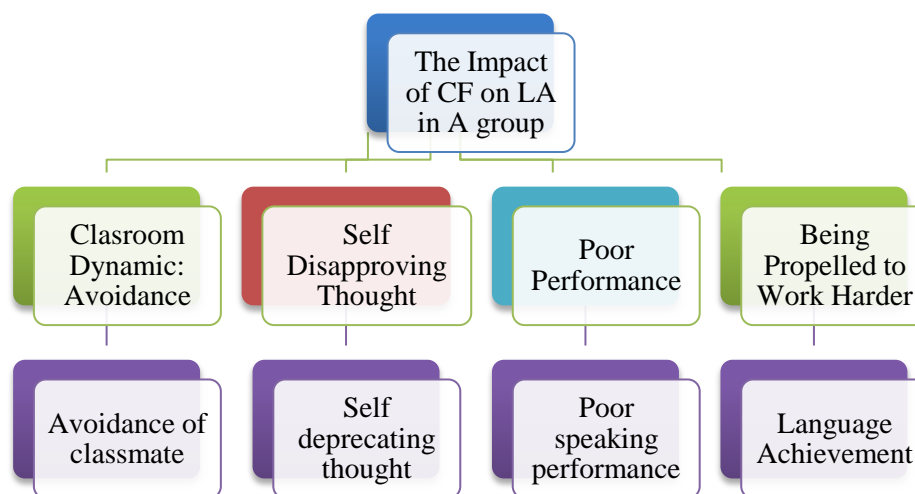 The Impact
of CF on LA
in A group
Clasroom
Dynamic:
Avoidance
Self
Disapproving
Thought
Poor
Performance
Being
Propelled to
Work Harder
Avoidance of
classmate
Self
deprecating
thought
Poor
speaking
performance
Language
Achievement